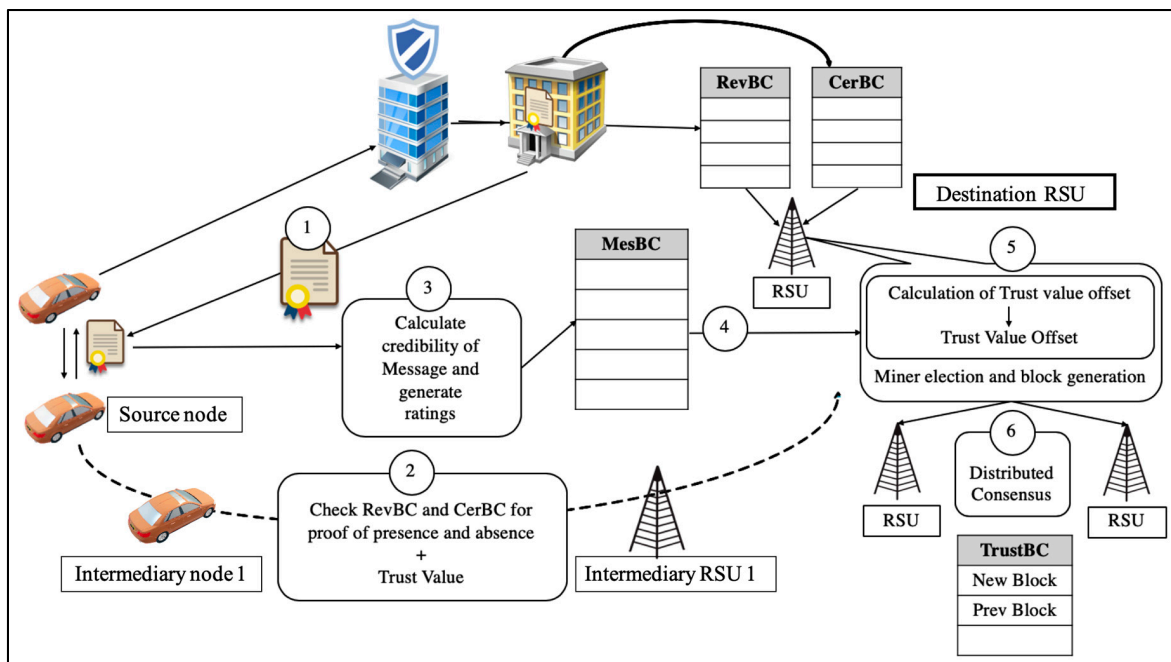 RevBC
CerBC
Destination RSU
1
MesBC
5
RSU
3
Calculate
credibility of
Message and
generate
ratings
4
Calculation of Trust value offset
Trust Value Offset
Miner election and block generation
Source node
2
Check RevBC and CerBC for
proof of presence and absence
+
Trust Value
Intermediary node 1
Intermediary RSU 1
6
Distributed
Consensus
RSU
RSU
TrustBC
New Block
Prev Block